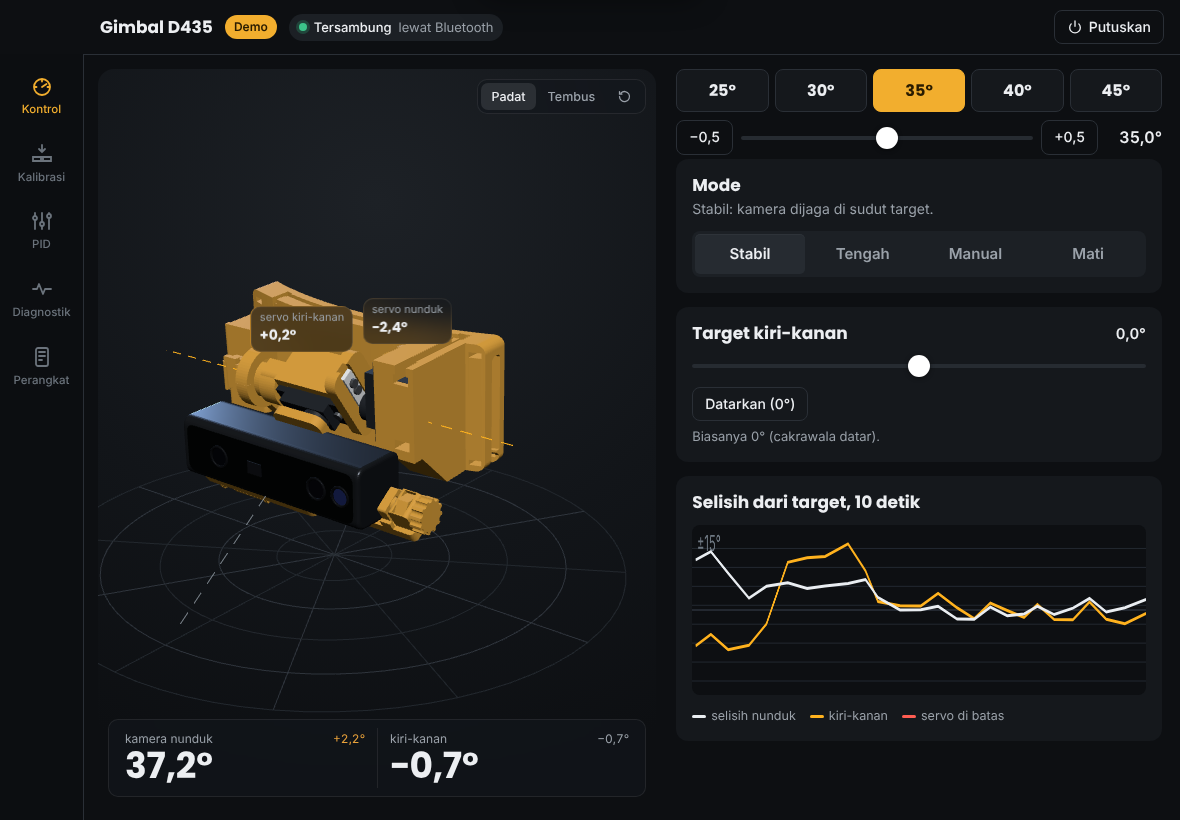 Gimbal D435
Demo
Tersambung lewat Bluetooth
Putuskan
Kontrol
Kalibrasi
PID
Diagnostik
Perangkat
Padat
Tembus
servo kiri-kanan
+0,2°
servo nunduk
−2,4°
kamera nunduk
+2,2°
37,2°
kiri-kanan
−0,7°
−0,7°
25°
30°
35°
40°
45°
−0,5
+0,5
35,0°
Mode
Stabil: kamera dijaga di sudut target.
Stabil
Tengah
Manual
Mati
Target kiri-kanan
0,0°
Datarkan (0°)
Biasanya 0° (cakrawala datar).
Selisih dari target, 10 detik
±15°
selisih nunduk
kiri-kanan
servo di batas